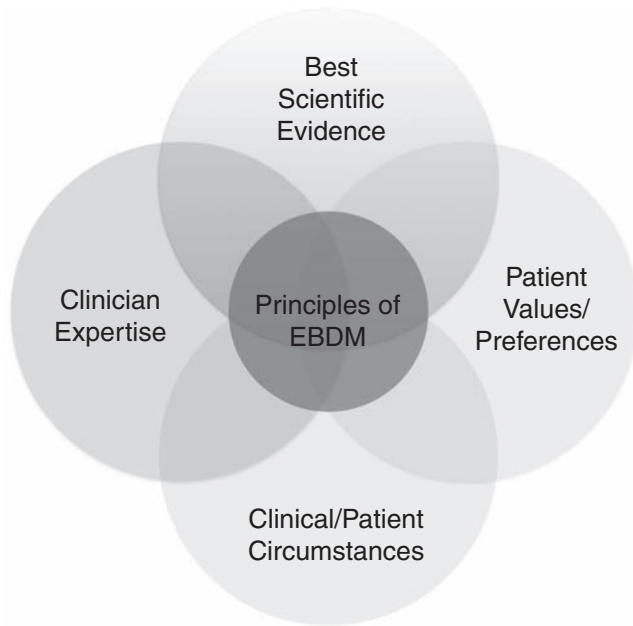 Best
Scientific
Evidence
Clinician
Expertise
Principles of
EBDM
Patient
Values/
Preferences
Clinical/Patient
Circumstances